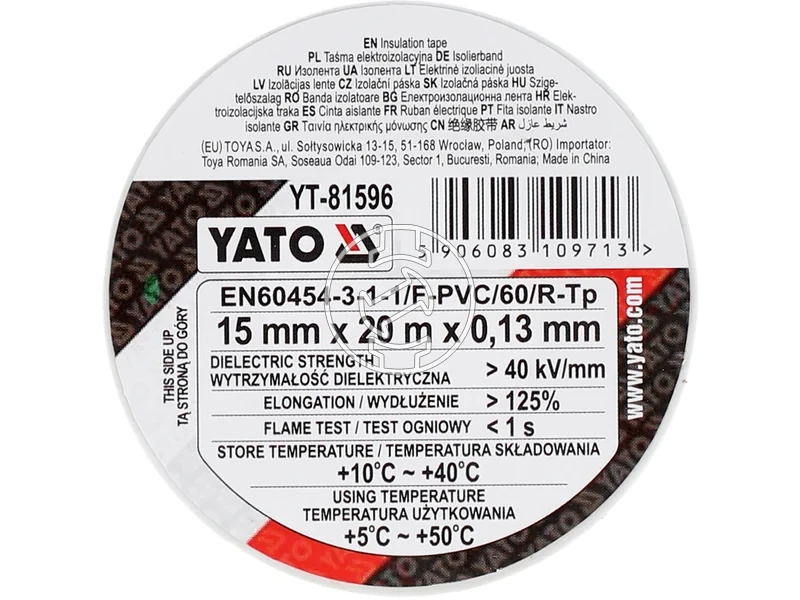 EN Insulation tape
PL Taśma elektroizolacyjna DE Isolierband
RU Изолента UA Ізолента LT Elektrinė izoliacinė juosta
LV Izolācijas lente CZ Izolační páska SK Izolačná páska HU Szige-
telőszalag RO Banda izolatoare BG Електроизолационна лента HR Elek-
troizolacijska traka ES Cinta aislante FR Ruban électrique PT Fita isolante IT Nastro
isolante GR Ταινία ηλεκτρικής μόνωσης CN 绝缘胶带 AR شريط عازل
(EU) TOYA S.A., ul. Sołtysowicka 13-15, 51-168 Wrocław, Poland; (RO) Importator:
Toya Romania SA, Soseaua Odai 109-123, Sector 1, Bucuresti, Romania; Made in China
YT-81596
YATO
5 906083 109713 >
EN60454-3-1-1/F-PVC/60/R-Tp
15 mm x 20 m x 0,13 mm
DIELECTRIC STRENGTH
WYTRZYMAŁOŚĆ DIELEKTRYCZNA > 40 kV/mm
ELONGATION / WYDŁUŻENIE > 125%
FLAME TEST / TEST OGNIOWY < 1 s
STORE TEMPERATURE / TEMPERATURA SKŁADOWANIA
+10°C ~ +40°C
USING TEMPERATURE
TEMPERATURA UŻYTKOWANIA
+5°C ~ +50°C
THIS SIDE UP
TĄ STRONĄ DO GÓRY
www.yato.com